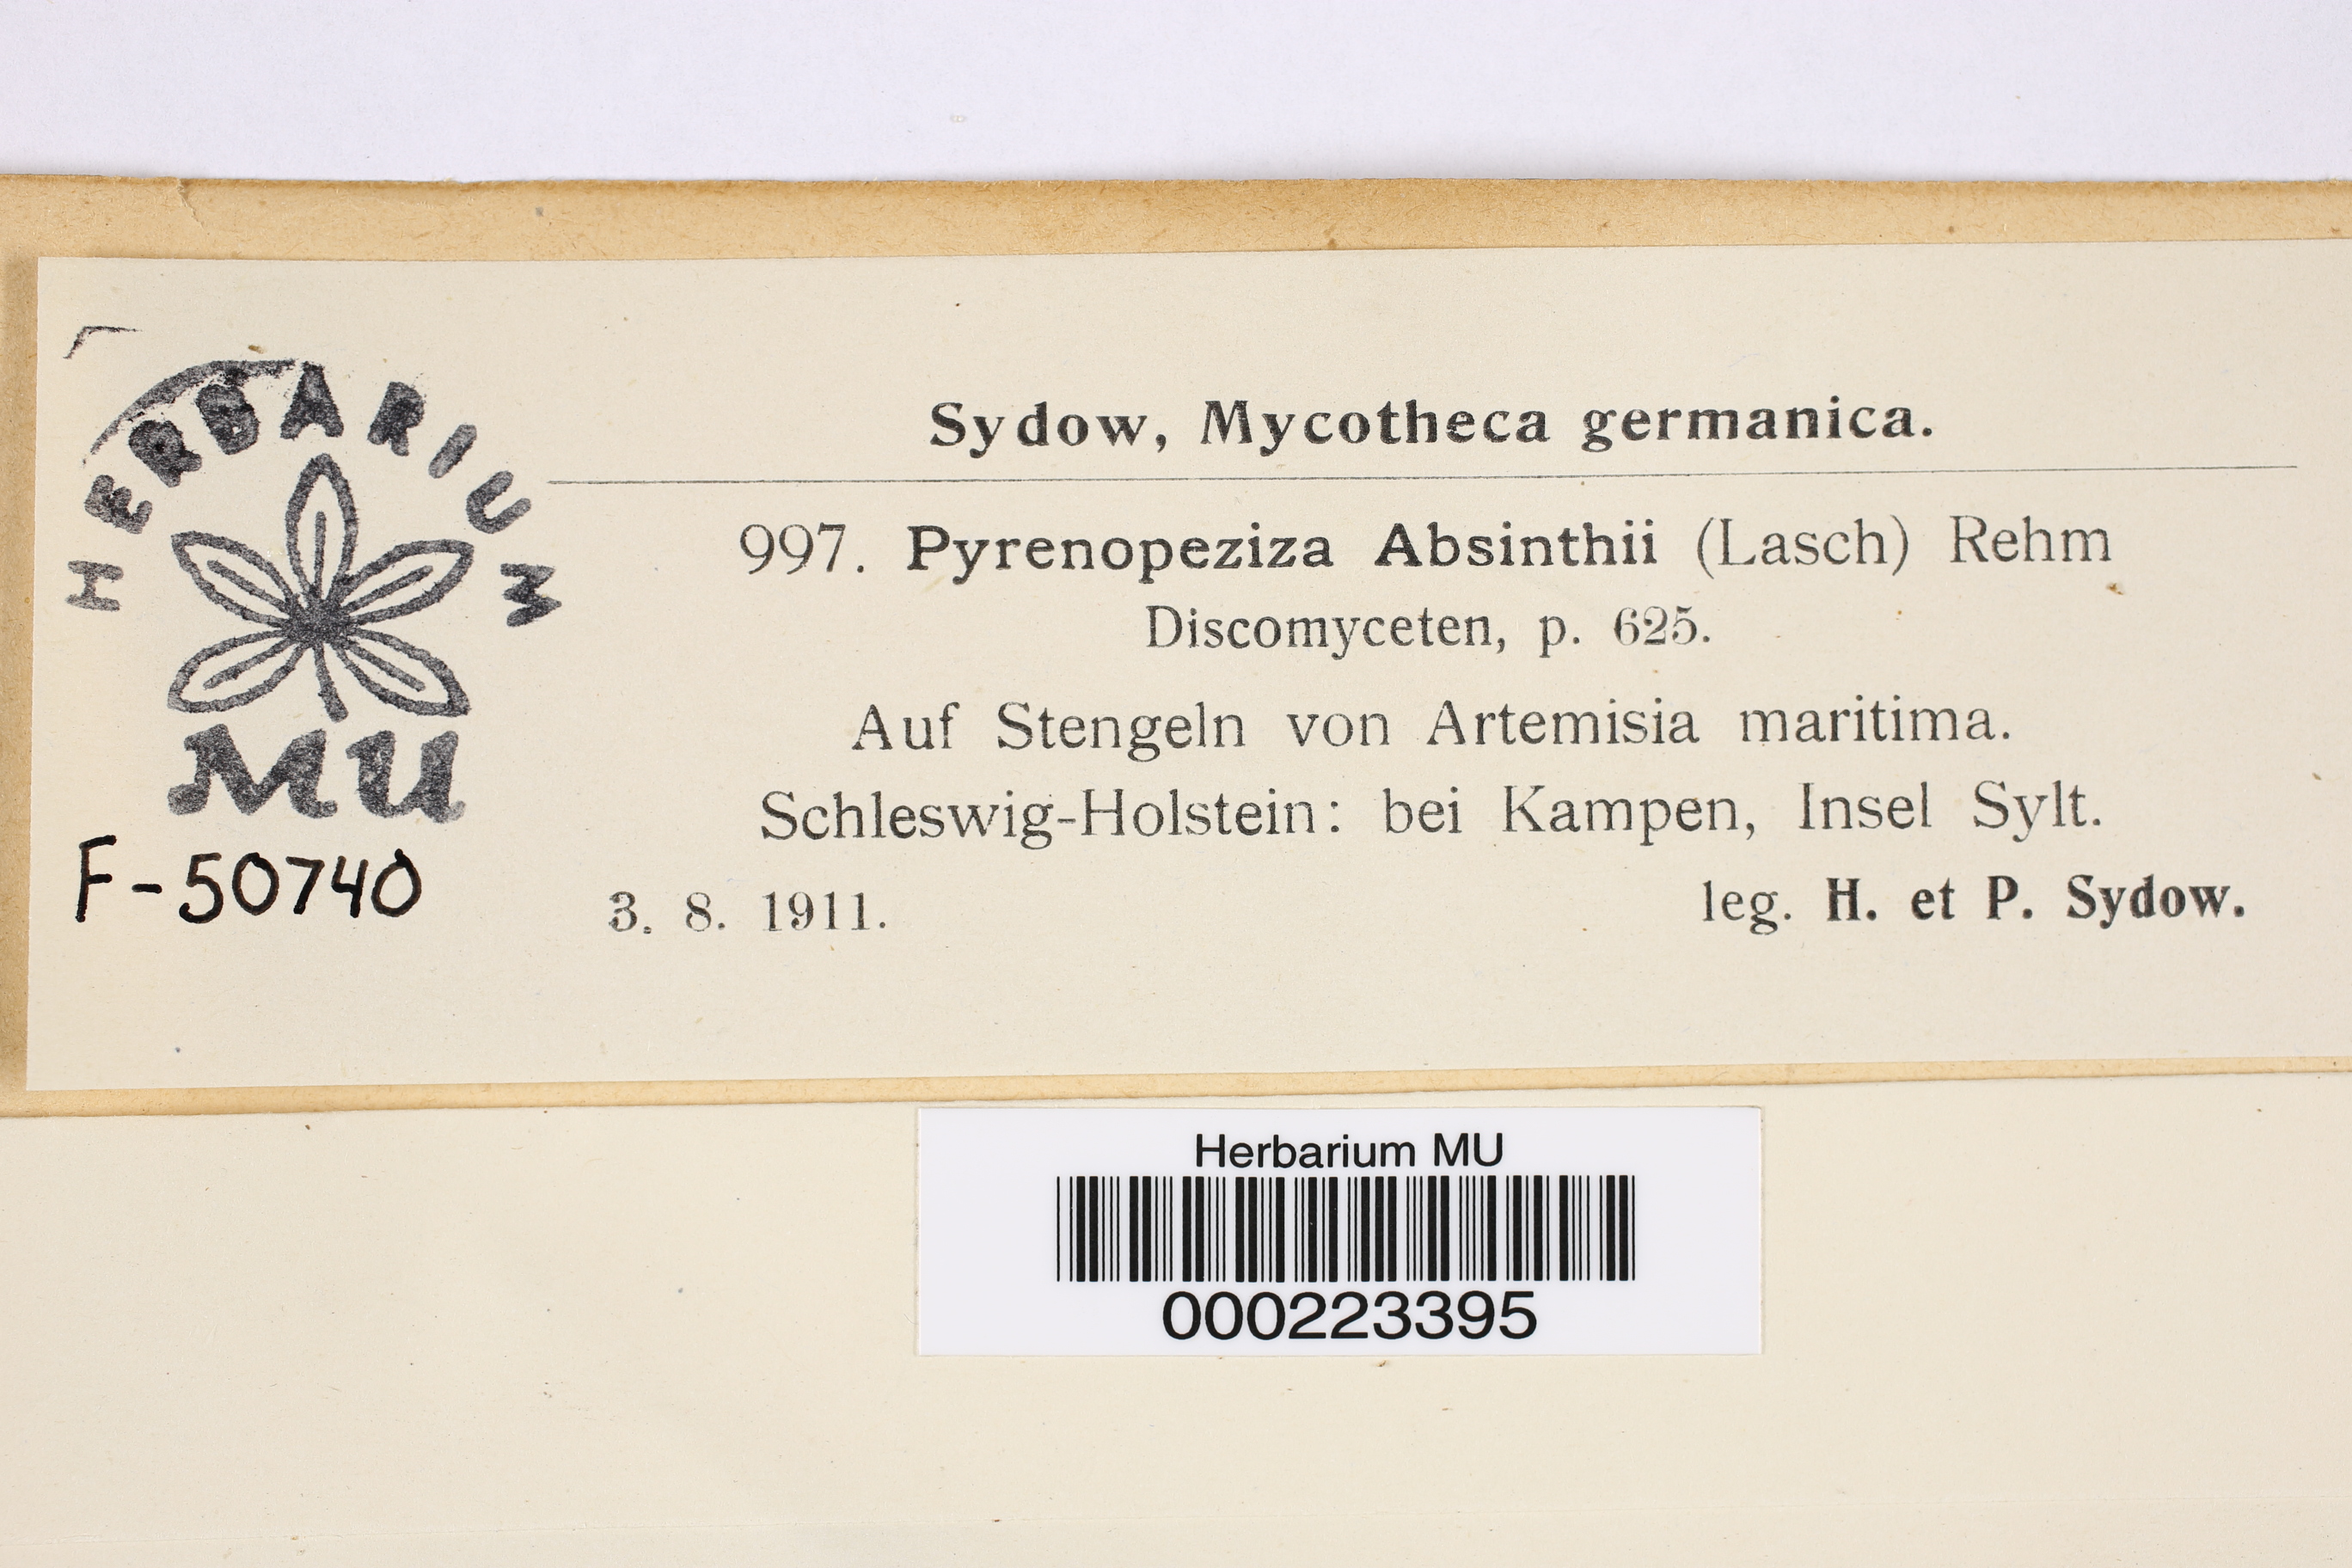 HERBARIUM
MU
F-50740
Sydow, Mycotheca germanica.
997. Pyrenopeziza Absinthii (Lasch) Rehm
Discomyceten, p. 625.
Auf Stengeln von Artemisia maritima.
Schleswig-Holstein: bei Kampen, Insel Sylt.
3. 8. 1911. leg. H. et P. Sydow.
Herbarium MU
000223395